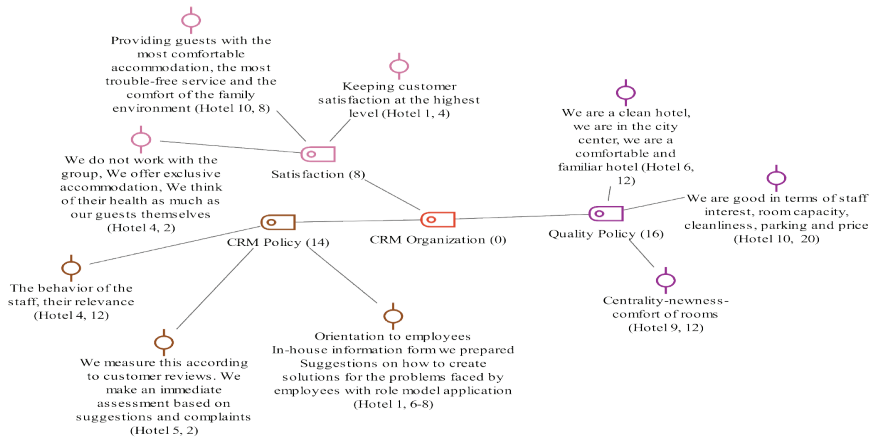 Providing guests with the
most comfortable
accommodation, the most
trouble-free service and the
comfort of the family
environment (Hotel 10, 8)
Keeping customer
satisfaction at the highest
level (Hotel 1, 4)
We are a clean hotel,
we are in the city
center, we are a
comfortable and
familiar hotel (Hotel 6,
12)
We do not work with the
group, We offer exclusive
accommodation, We think
of their health as much as
our guests themselves
(Hotel 4, 2)
Satisfaction (8)
We are good in terms of staff
interest, room capacity,
cleanliness, parking and price
(Hotel 10, 20)
CRM Policy (14)
CRM Organization (0)
Quality Policy (16)
The behavior of the
staff, their relevance
(Hotel 4, 12)
Centrality-newness-
comfort of rooms
(Hotel 9, 12)
We measure this according
to customer reviews. We
make an immediate
assessment based on
suggestions and complaints
(Hotel 5, 2)
Orientation to employees
In-house information form we prepared
Suggestions on how to create
solutions for the problems faced by
employees with role model application
(Hotel 1, 6-8)